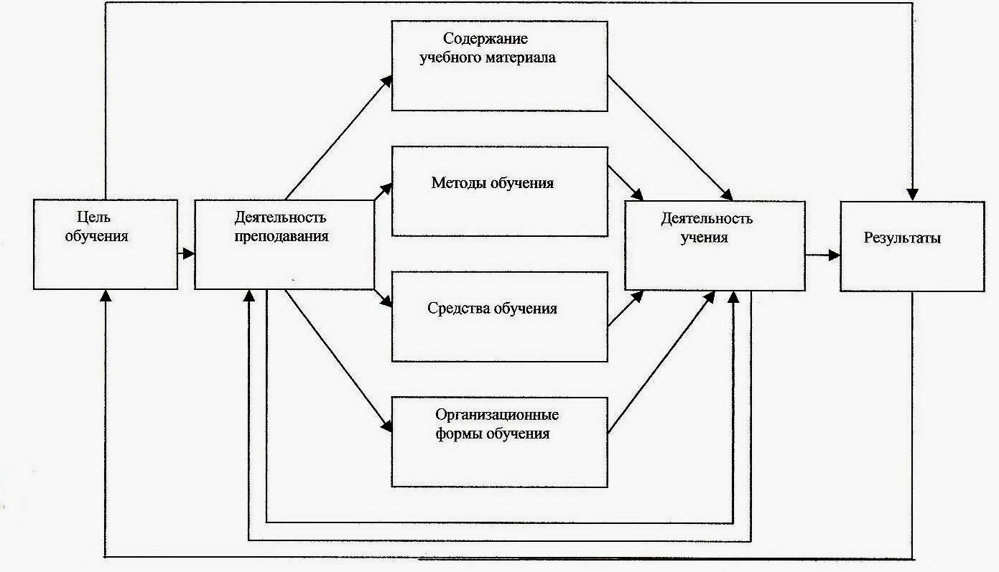 Содержание
учебного материала
Методы обучения
Цель
обучения
Деятельность
преподавания
Деятельность
учения
Результаты
Средства обучения
Организационные
формы обучения